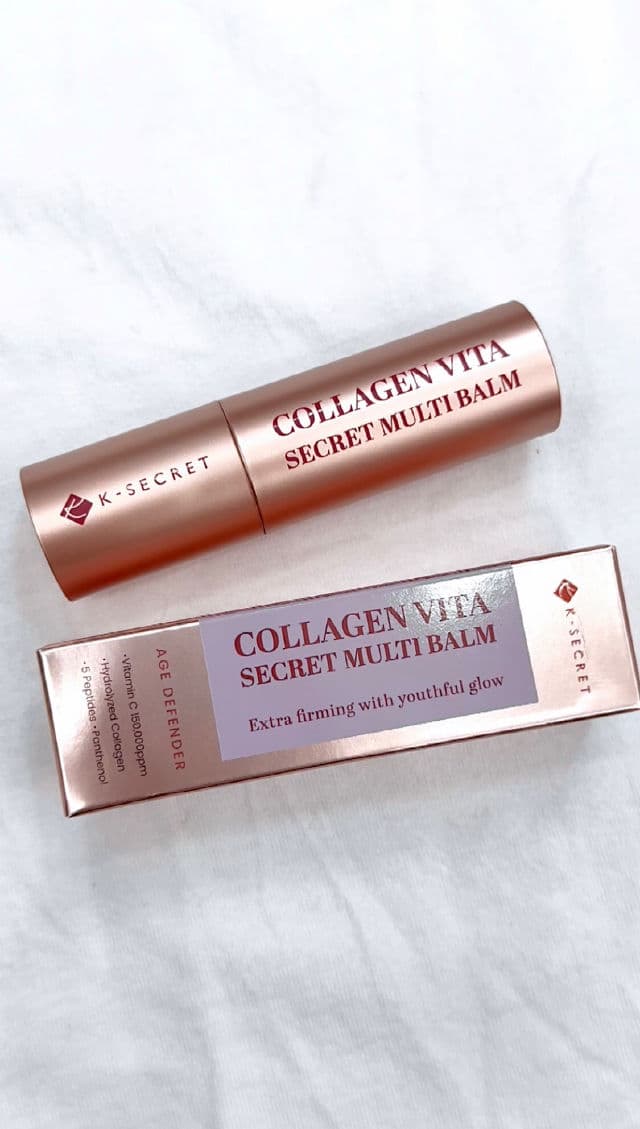 COLLAGEN VITA
SECRET MULTI BALM
K-SECRET
COLLAGEN VITA
SECRET MULTI BALM
Extra firming with youthful glow
K-SECRET
AGE DEFENDER
•Vitamin C 150,000ppm
•Hydrolyzed Collagen
•5 Peptides •Panthenol